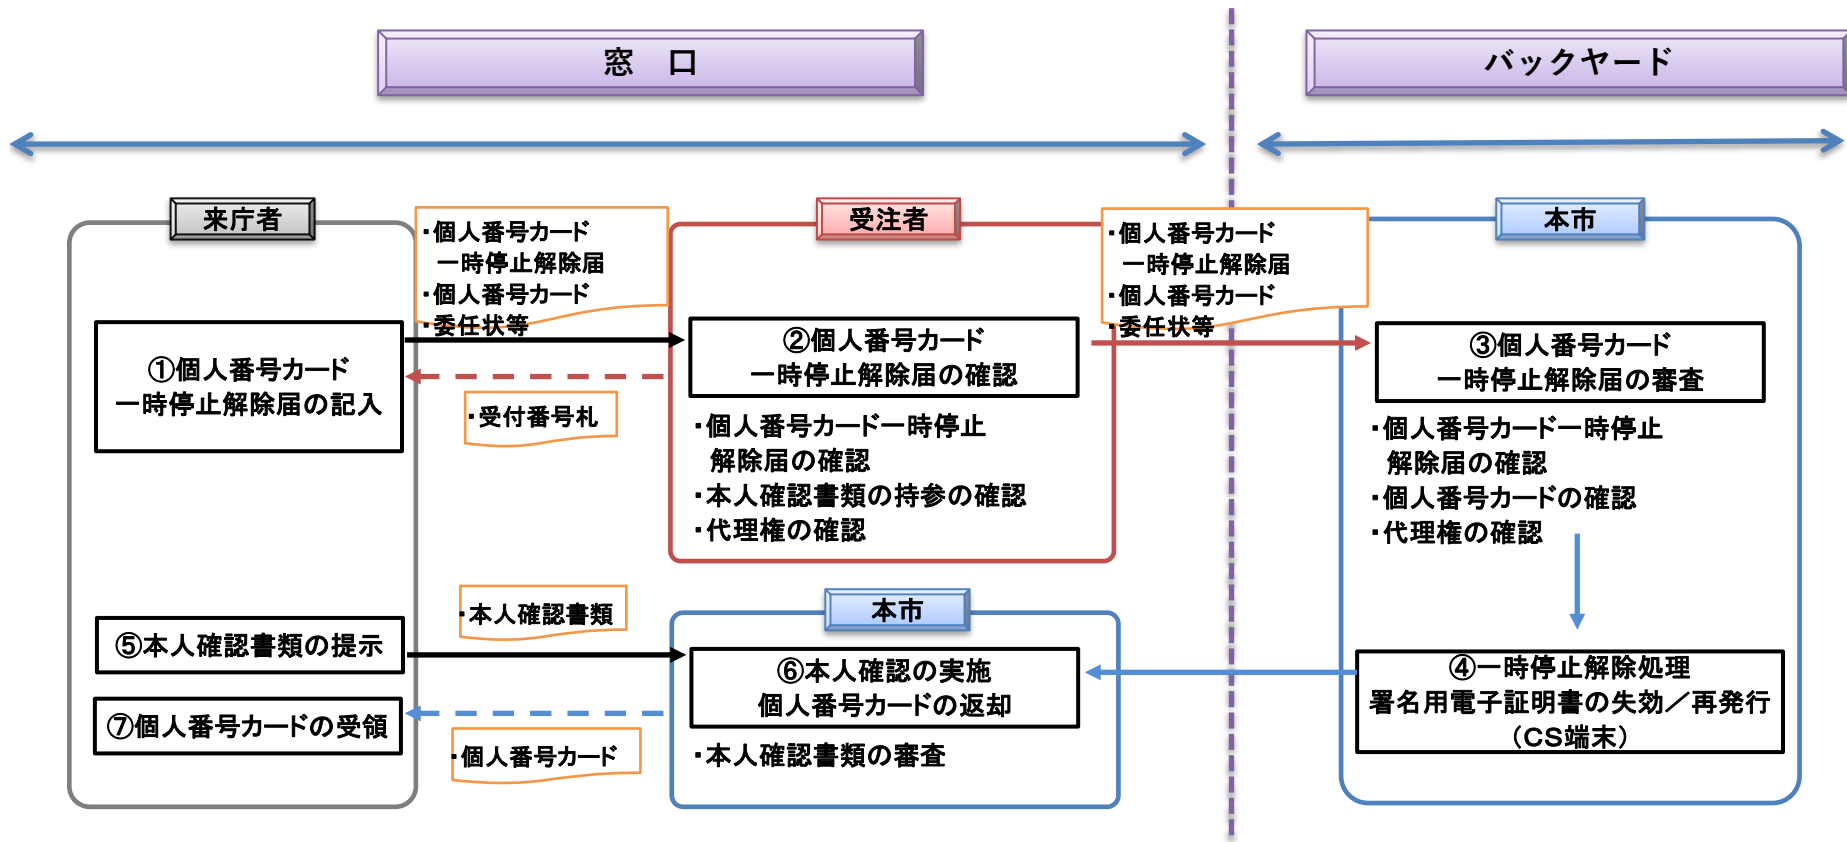 窓　口
バックヤード
来庁者
・個人番号カード
一時停止解除届
・個人番号カード
・委任状等
受注者
・個人番号カード
一時停止解除届
・個人番号カード
・委任状等
本市
①個人番号カード
一時停止解除届の記入
・受付番号札
②個人番号カード
一時停止解除届の確認
・個人番号カード一時停止
解除届の確認
・本人確認書類の持参の確認
・代理権の確認
③個人番号カード
一時停止解除届の審査
・個人番号カード一時停止
解除届の確認
・個人番号カードの確認
・代理権の確認
④一時停止解除処理
署名用電子証明書の失効／再発行
（CS端末）
⑤本人確認書類の提示
・本人確認書類
本市
⑥本人確認の実施
個人番号カードの返却
・本人確認書類の審査
⑦個人番号カードの受領
・個人番号カード